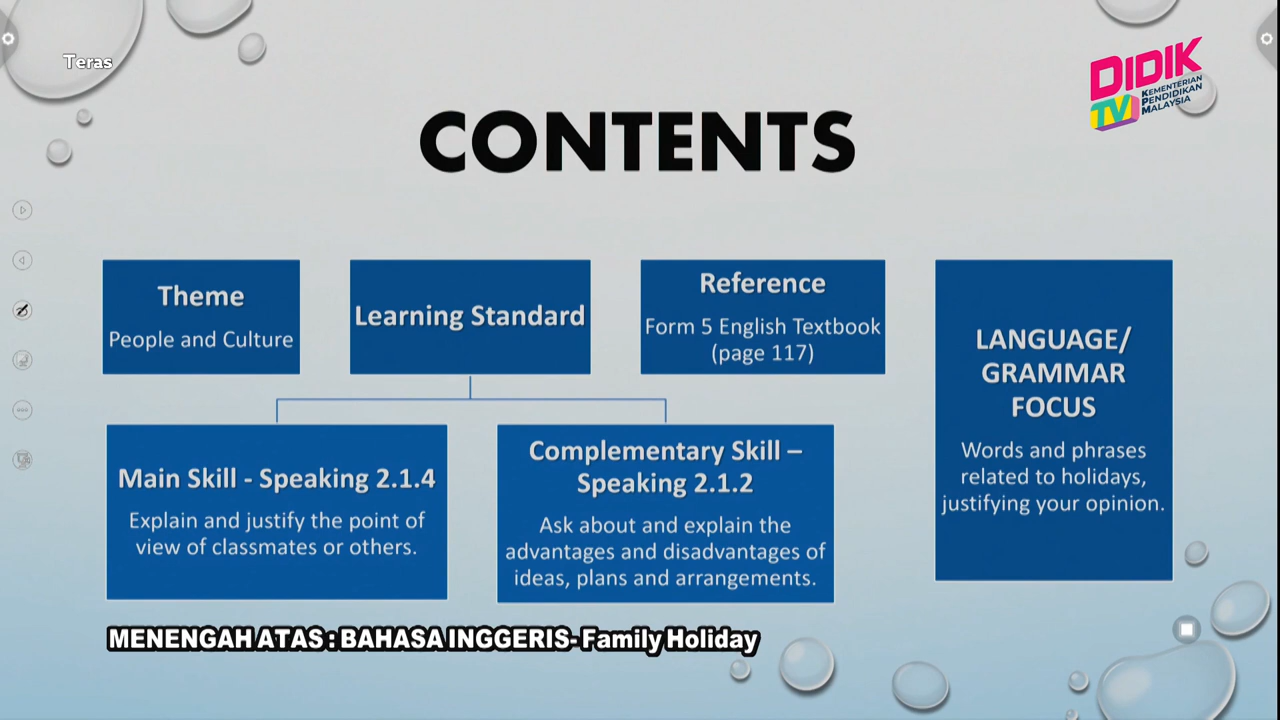 Teras
DIDIK
TV
KEMENTERIAN
PENDIDIKAN
MALAYSIA
CONTENTS
Theme
People and Culture
Learning Standard
Reference
Form 5 English Textbook
(page 117)
LANGUAGE/
GRAMMAR
FOCUS
Words and phrases
related to holidays,
justifying your opinion.
Main Skill - Speaking 2.1.4
Explain and justify the point of
view of classmates or others.
Complementary Skill –
Speaking 2.1.2
Ask about and explain the
advantages and disadvantages of
ideas, plans and arrangements.
MENENGAH ATAS : BAHASA INGGERIS- Family Holiday